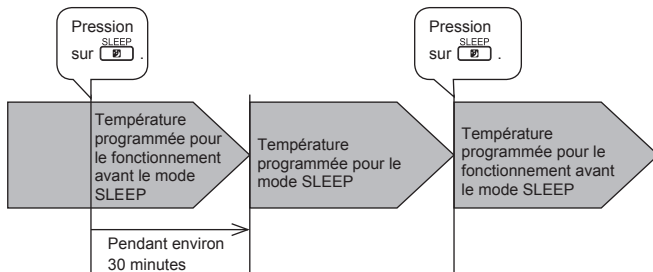 Pression
SLEEP
sur .
Pression
SLEEP
sur .
Température
programmée pour
le fonctionnement
avant le mode
SLEEP
Température
programmée pour le
mode SLEEP
Température
programmée pour le
fonctionnement avant
le mode SLEEP
Pendant environ
30 minutes